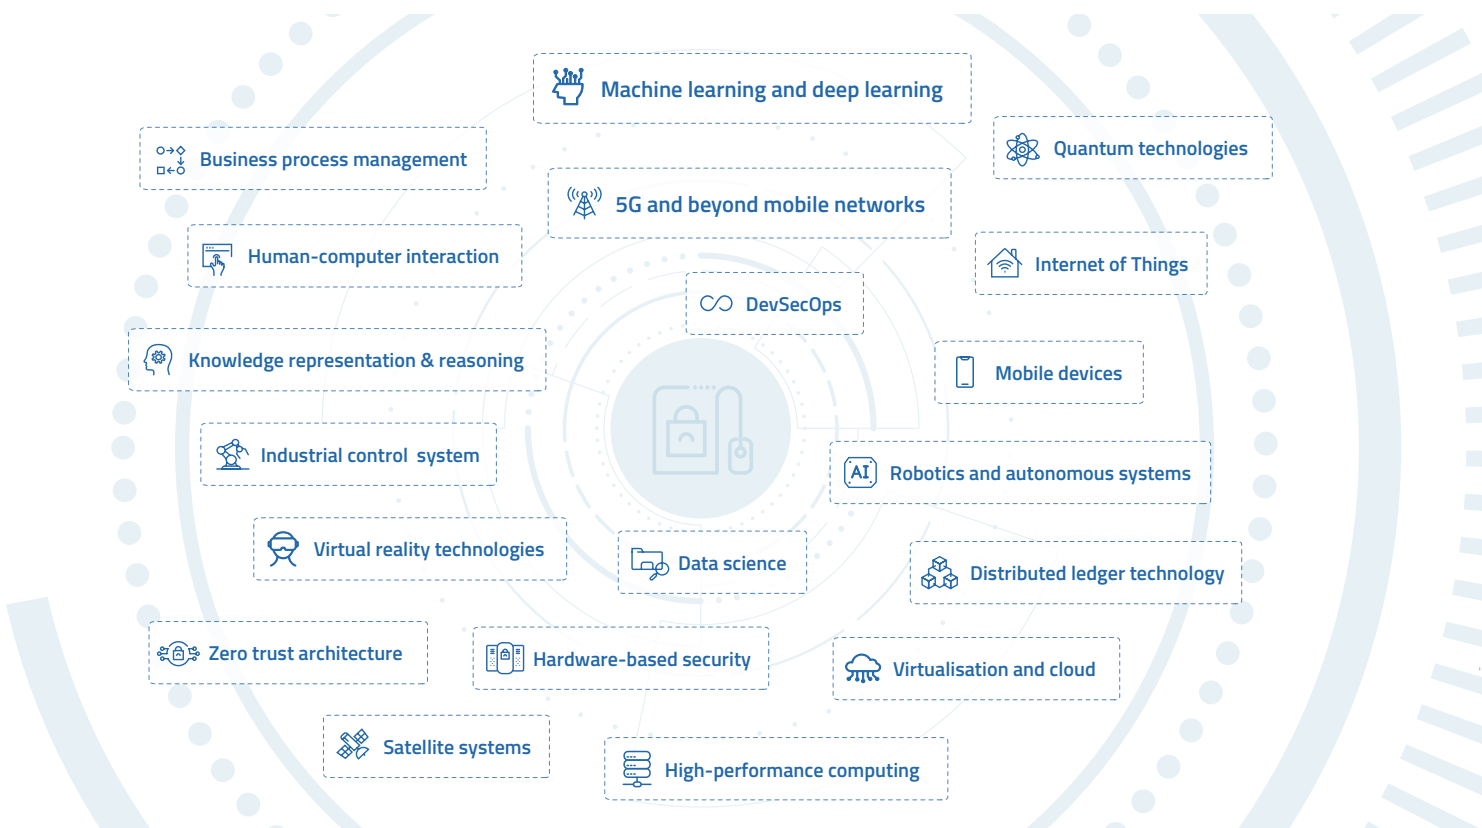 Machine learning and deep learning
Business process management
Quantum technologies
5G and beyond mobile networks
Human-computer interaction
Internet of Things
DevSecOps
Knowledge representation & reasoning
Mobile devices
Industrial control system
AI
Robotics and autonomous systems
Virtual reality technologies
Data science
Distributed ledger technology
Zero trust architecture
Hardware-based security
Virtualisation and cloud
Satellite systems
High-performance computing